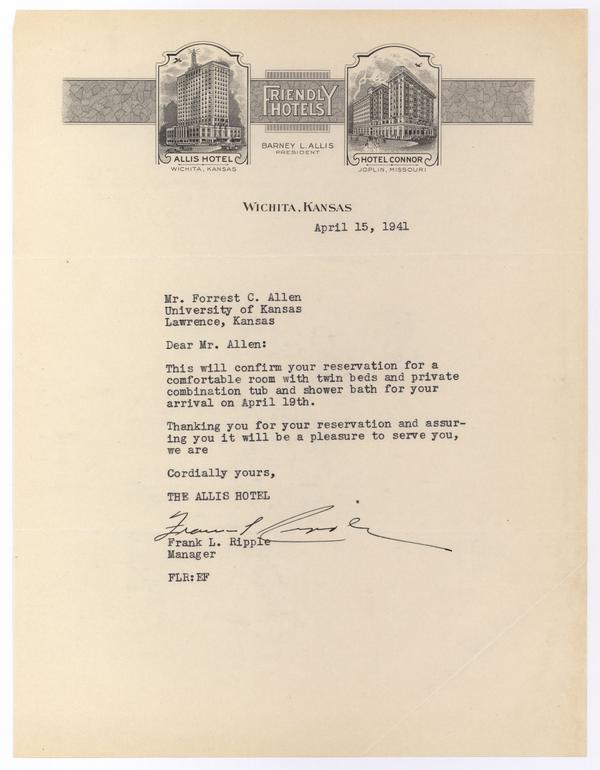 FRIENDLY
HOTELS
BARNEY L. ALLIS
PRESIDENT
ALLIS HOTEL
WICHITA, KANSAS
HOTEL CONNOR
JOPLIN, MISSOURI
WICHITA, KANSAS
April 15, 1941
Mr. Forrest C. Allen
University of Kansas
Lawrence, Kansas
Dear Mr. Allen:
This will confirm your reservation for a
comfortable room with twin beds and private
combination tub and shower bath for your
arrival on April 19th.
Thanking you for your reservation and assur-
ing you it will be a pleasure to serve you,
we are
Cordially yours,
THE ALLIS HOTEL
Frank L. Ripple
Frank L. Ripple
Manager
FLR:EF